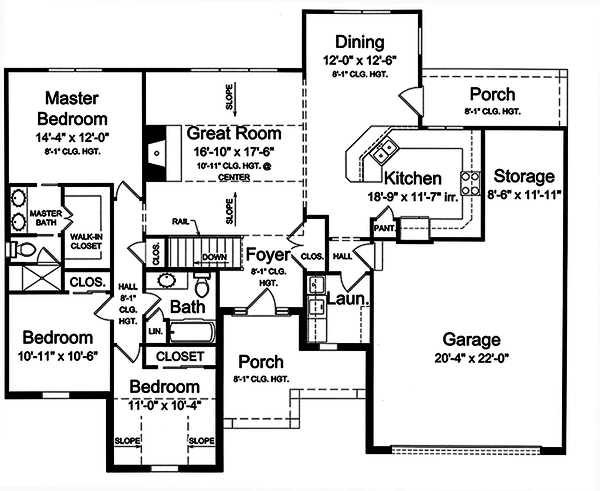 Dining
12'-0" x 12'-6"
8'-1" CLG. HGT.
Master
Bedroom
14'-4" x 12'-0"
8'-1" CLG. HGT.
SLOPE
Great Room
16'-10" x 17'-6"
10'-11" CLG. HGT.@
CENTER
SLOPE
Porch
8'-1" CLG. HGT.
Kitchen
18'-9" x 11'-7" irr.
Storage
8'-6" x 11'-11"
PANT.
MASTER
BATH
WALK-IN
CLOSET
RAIL
CLOS.
DOWN
Foyer
8'-1" CLG. HGT.
CLOS.
HALL
CLOS.
HALL
8'-1"
CLG.
HGT.
Bath
LIN.
Laun.
Bedroom
10'-11" x 10'-6"
CLOSET
Bedroom
11'-0" x 10'-4"
SLOPE
SLOPE
Porch
8'-1" CLG. HGT.
Garage
20'-4" x 22'-0"